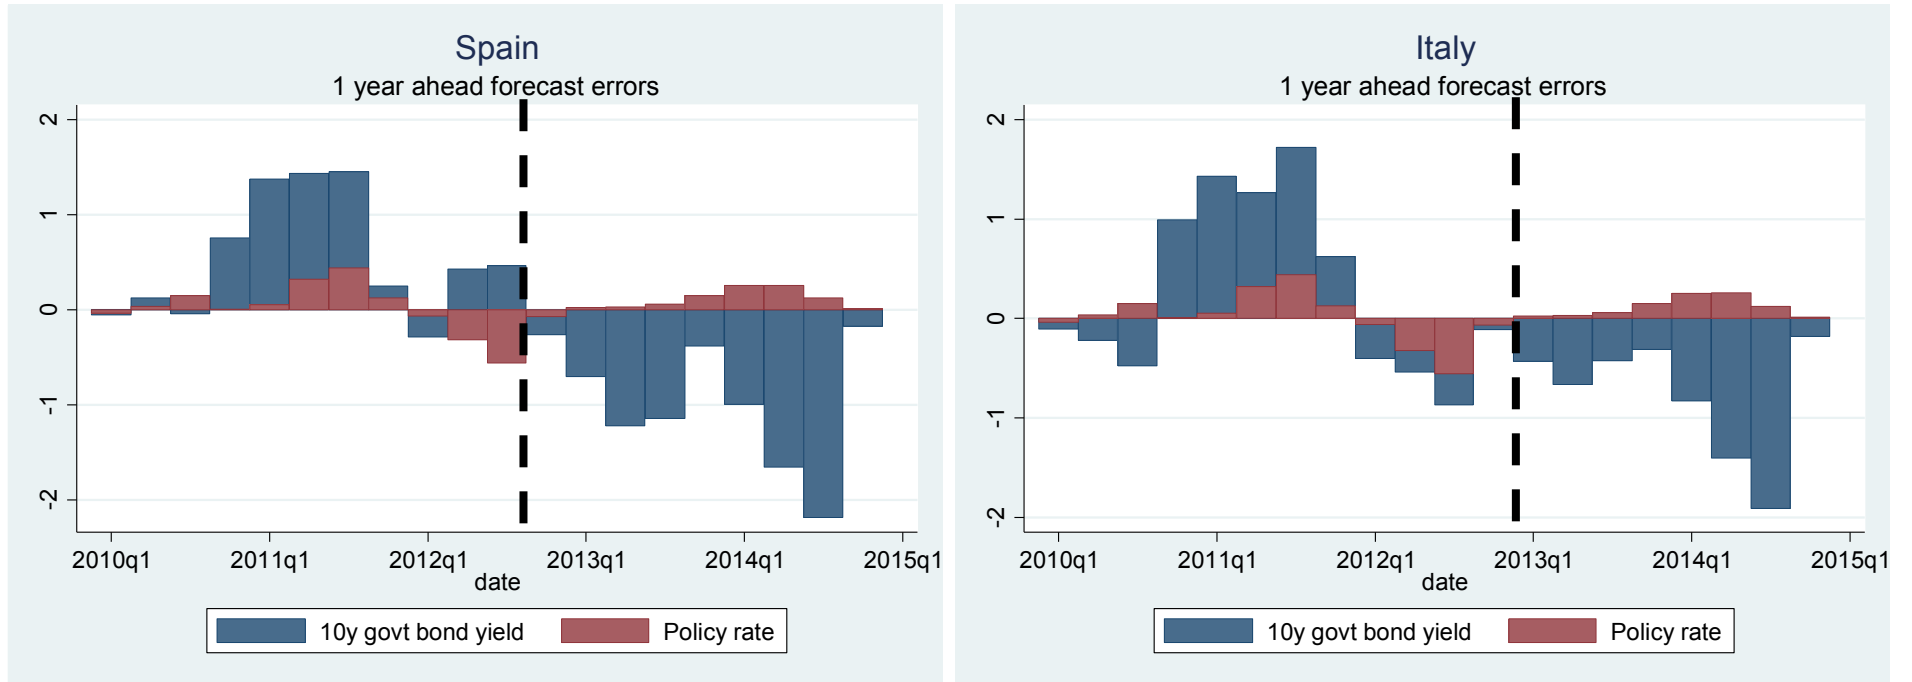 Spain
1 year ahead forecast errors
2
1
0
-1
-2
2010q1 2011q1 2012q1 2013q1 2014q1 2015q1
date
10y govt bond yield Policy rate
Italy
1 year ahead forecast errors
2
1
0
-1
-2
2010q1 2011q1 2012q1 2013q1 2014q1 2015q1
date
10y govt bond yield Policy rate